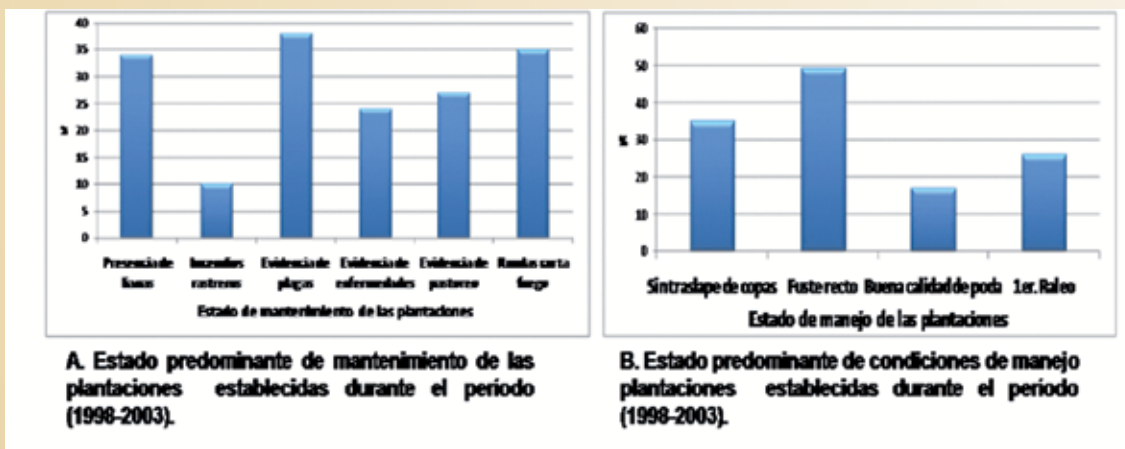 40
35
30
25
20
15
10
5
0
Presencia de lianas
Incendios rastreros
Evidencia de plagas
Evidencia de enfermedades
Evidencia de pastoreo
Rondas corta fuego
Estado de mantenimiento de las plantaciones
A. Estado predominante de mantenimiento de las
plantaciones establecidas durante el período
(1998-2003).
60
50
40
30
20
10
0
Sin traslape de copas
Fuste recto
Buena calidad de poda
1er. Raleo
Estado de manejo de las plantaciones
B. Estado predominante de condiciones de manejo
plantaciones establecidas durante el período
(1998-2003).